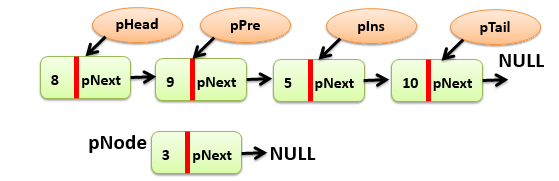 pHead pPre pIns pTail
8 pNext 9 pNext 5 pNext 10 pNext NULL
pNode 3 pNext NULL